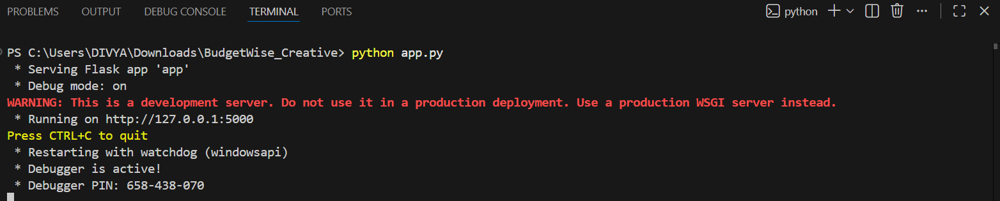 PROBLEMS OUTPUT DEBUG CONSOLE TERMINAL PORTS python
PS C:\Users\DIVYA\Downloads\BudgetWise_Creative> python app.py
 * Serving Flask app 'app'
 * Debug mode: on
WARNING: This is a development server. Do not use it in a production deployment. Use a production WSGI server instead.
 * Running on http://127.0.0.1:5000
Press CTRL+C to quit
 * Restarting with watchdog (windowsapi)
 * Debugger is active!
 * Debugger PIN: 658-438-070